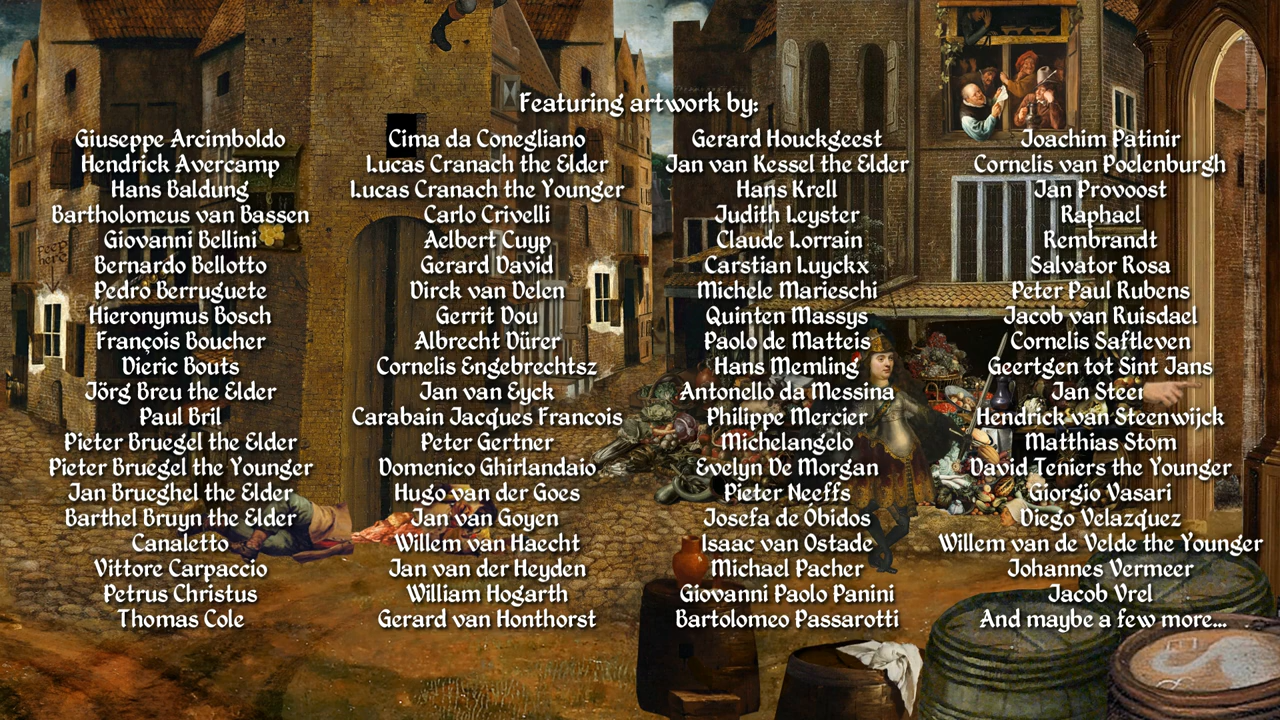 Featuring artwork by:
Giuseppe Arcimboldo
Hendrick Avercamp
Hans Baldung
Bartholomeus van Bassen
Giovanni Bellini
Bernardo Bellotto
Pedro Berruguete
Hieronymus Bosch
François Boucher
Dieric Bouts
Jörg Breu the Elder
Paul Bril
Pieter Bruegel the Elder
Pieter Bruegel the Younger
Jan Brueghel the Elder
Barthel Bruyn the Elder
Canaletto
Vittore Carpaccio
Petrus Christus
Thomas Cole
Cima da Conegliano
Lucas Cranach the Elder
Lucas Cranach the Younger
Carlo Crivelli
Aelbert Cuyp
Gerard David
Dirck van Delen
Gerrit Dou
Albrecht Dürer
Cornelis Engebrechtsz
Jan van Eyck
Carabain Jacques Francois
Peter Gertner
Domenico Ghirlandaio
Hugo van der Goes
Jan van Goyen
Willem van Haecht
Jan van der Heyden
William Hogarth
Gerard van Honthorst
Gerard Houckgeest
Jan van Kessel the Elder
Hans Krell
Judith Leyster
Claude Lorrain
Carstian Luyckx
Michele Marieschi
Quinten Massys
Paolo de Matteis
Hans Memling
Antonello da Messina
Philippe Mercier
Michelangelo
Evelyn De Morgan
Pieter Neeffs
Josefa de Óbidos
Isaac van Ostade
Michael Pacher
Giovanni Paolo Panini
Bartolomeo Passarotti
Joachim Patinir
Cornelis van Poelenburgh
Jan Provoost
Raphael
Rembrandt
Salvator Rosa
Peter Paul Rubens
Jacob van Ruisdael
Cornelis Saftleven
Geertgen tot Sint Jans
Jan Steen
Hendrick van Steenwijck
Matthias Stom
David Teniers the Younger
Giorgio Vasari
Diego Velazquez
Willem van de Velde the Younger
Johannes Vermeer
Jacob Vrel
And maybe a few more...